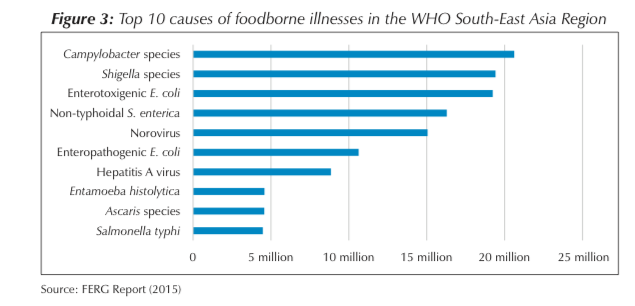 Figure 3: Top 10 causes of foodborne illnesses in the WHO South-East Asia Region
Campylobacter species
Shigella species
Enterotoxigenic E. coli
Non-typhoidal S. enterica
Norovirus
Enteropathogenic E. coli
Hepatitis A virus
Entamoeba histolytica
Ascaris species
Salmonella typhi
0 5 million 10 million 15 million 20 million 25 million
Source: FERG Report (2015)